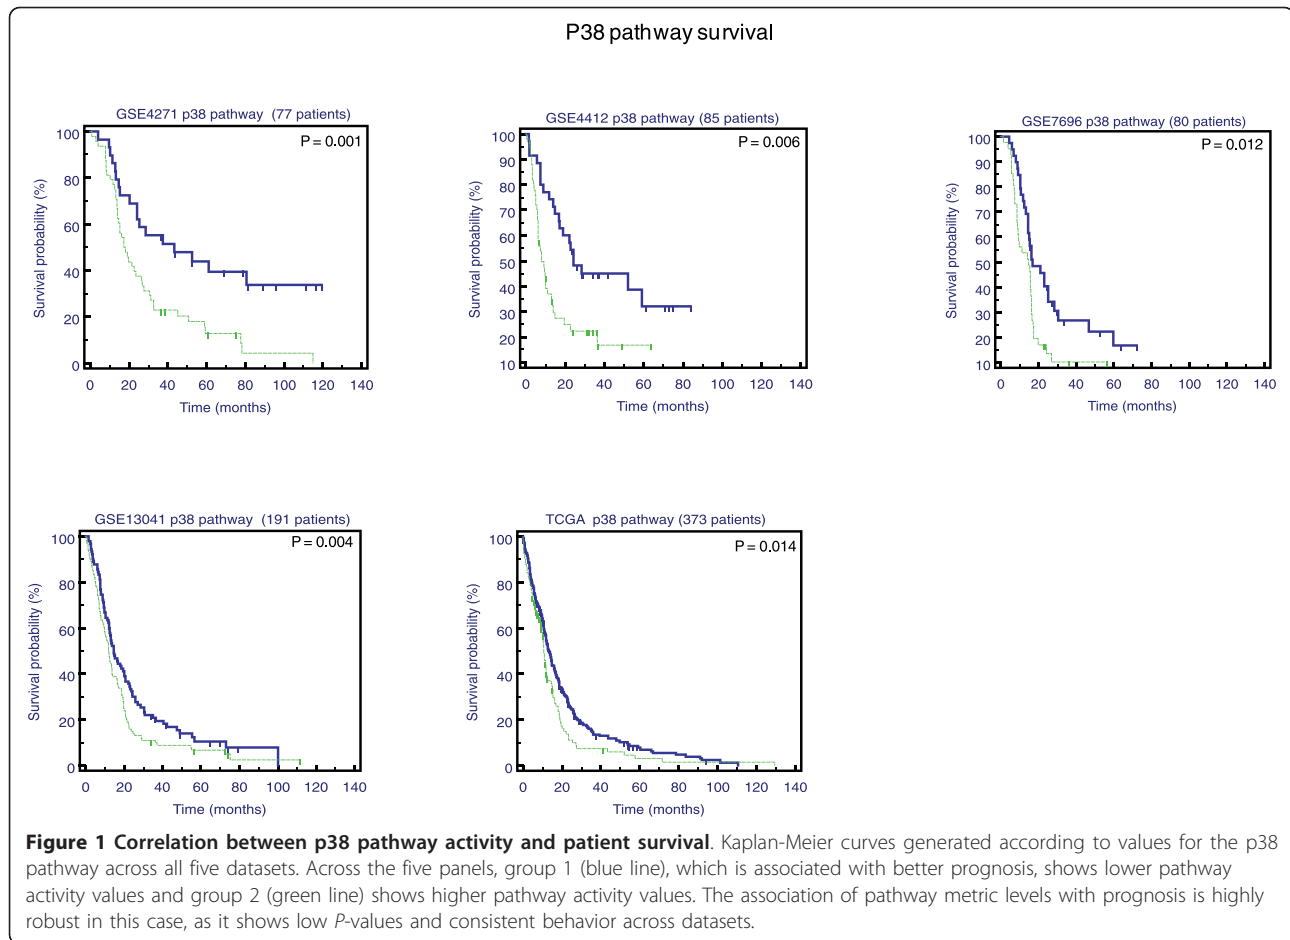 P38 pathway survival
GSE4271 p38 pathway (77 patients)
P = 0.001
Survival probability (%)
100
80
60
40
20
0
0 20 40 60 80 100 120 140
Time (months)
GSE4412 p38 pathway (85 patients)
P = 0.006
Survival probability (%)
100
90
80
70
60
50
40
30
20
10
0 20 40 60 80 100 120 140
Time (months)
GSE7696 p38 pathway (80 patients)
P = 0.012
Survival probability (%)
100
90
80
70
60
50
40
30
20
10
0 20 40 60 80 100 120 140
Time (months)
GSE13041 p38 pathway (191 patients)
P = 0.004
Survival probability (%)
100
80
60
40
20
0
0 20 40 60 80 100 120 140
Time (months)
TCGA p38 pathway (373 patients)
P = 0.014
Survival probability (%)
100
80
60
40
20
0
0 20 40 60 80 100 120 140
Time (months)
Figure 1 Correlation between p38 pathway activity and patient survival. Kaplan-Meier curves generated according to values for the p38
pathway across all five datasets. Across the five panels, group 1 (blue line), which is associated with better prognosis, shows lower pathway
activity values and group 2 (green line) shows higher pathway activity values. The association of pathway metric levels with prognosis is highly
robust in this case, as it shows low P-values and consistent behavior across datasets.